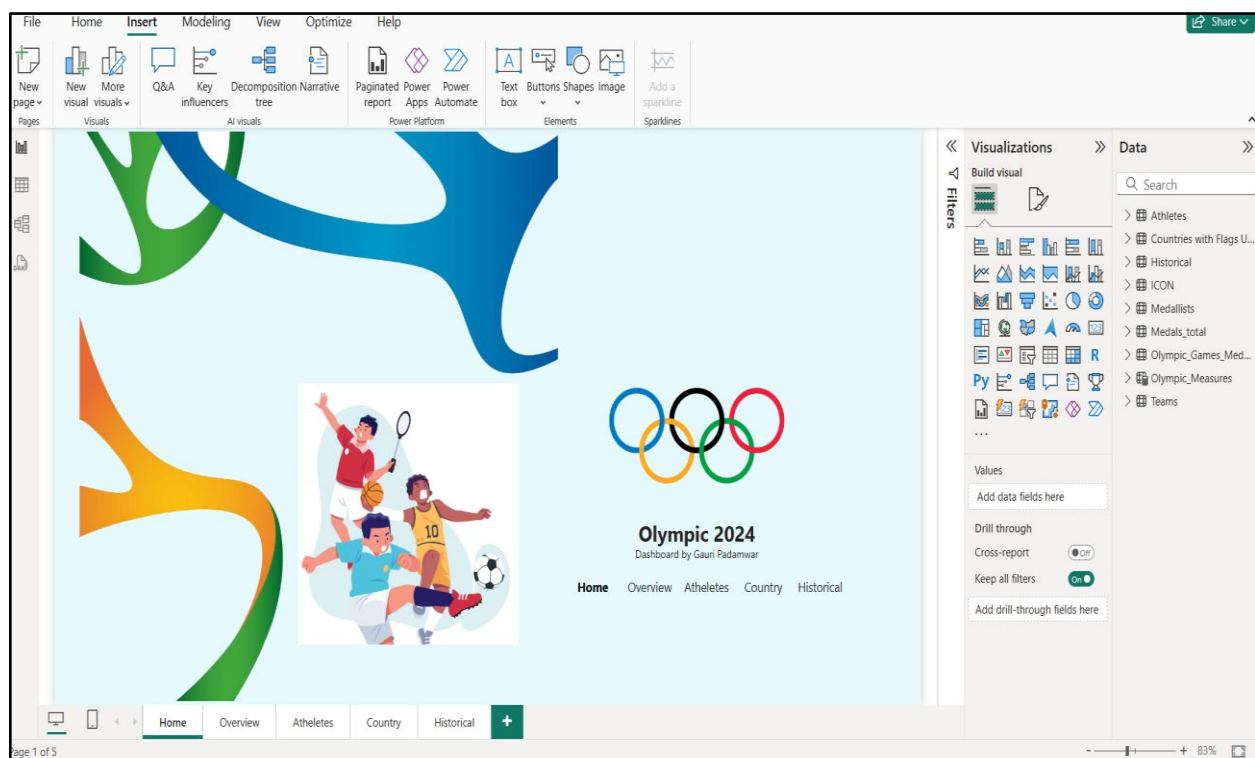 File Home Insert Modeling View Optimize Help
Share
New page
New visual
More visuals
Q&A
Key influencers
Decomposition tree
Narrative
Paginated report
Power Apps
Power Automate
Text box
Buttons
Shapes
Image
Add a sparkline
Pages
Visuals
AI visuals
Power Platform
Elements
Sparklines
10
Olympic 2024
Dashboard by Gauri Padamwar
Home Overview Atheletes Country Historical
Filters
Visualizations
Build visual
123
R
Py
...
Values
Add data fields here
Drill through
Cross-report
Off
Keep all filters
On
Add drill-through fields here
Data
Search
Athletes
Countries with Flags U...
Historical
ICON
Medallists
Medals_total
Olympic_Games_Med...
Olympic_Measures
Teams
Home Overview Atheletes Country Historical +
Page 1 of 5
- + 83%